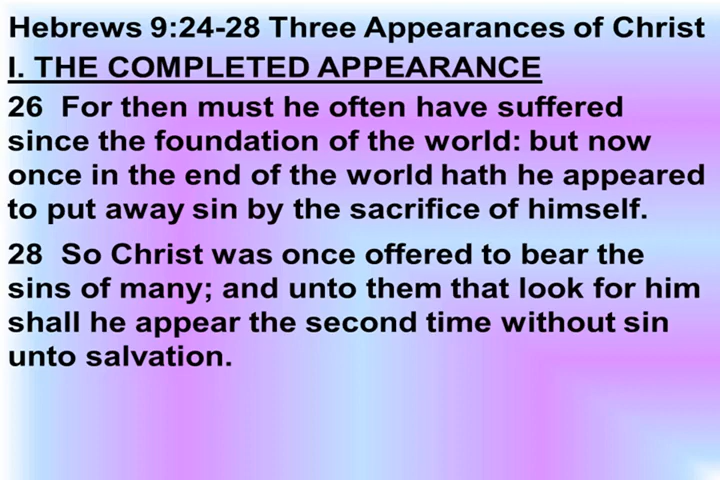 Hebrews 9:24-28 Three Appearances of Christ
I. THE COMPLETED APPEARANCE
26 For then must he often have suffered
since the foundation of the world: but now
once in the end of the world hath he appeared
to put away sin by the sacrifice of himself.
28 So Christ was once offered to bear the
sins of many; and unto them that look for him
shall he appear the second time without sin
unto salvation.